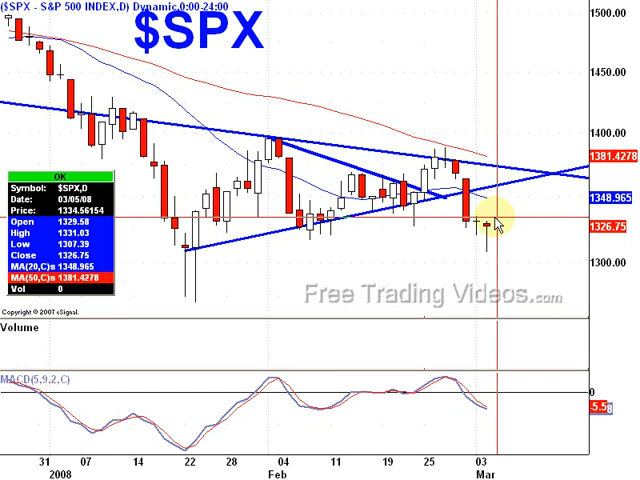 ($SPX - S&P 500 INDEX,D) Dynamic,0:00-24:00
$SPX
1500.00
1450.00
1400.00
1381.4278
1348.965
1326.75
1300.00
OK
Symbol: $SPX,D
Date: 03/05/08
Price: 1334.56154
Open 1329.58
High 1331.03
Low 1307.39
Close 1326.75
MA(20,C)s 1348.965
MA(50,C)s 1381.4278
Vol 0
Free Trading Videos.com
Copyright © 2007 eSignal.
Volume
MACD(5,9,2,C)
0
31 07 14 22 28 04 11 19 25 03
2008 Feb Mar